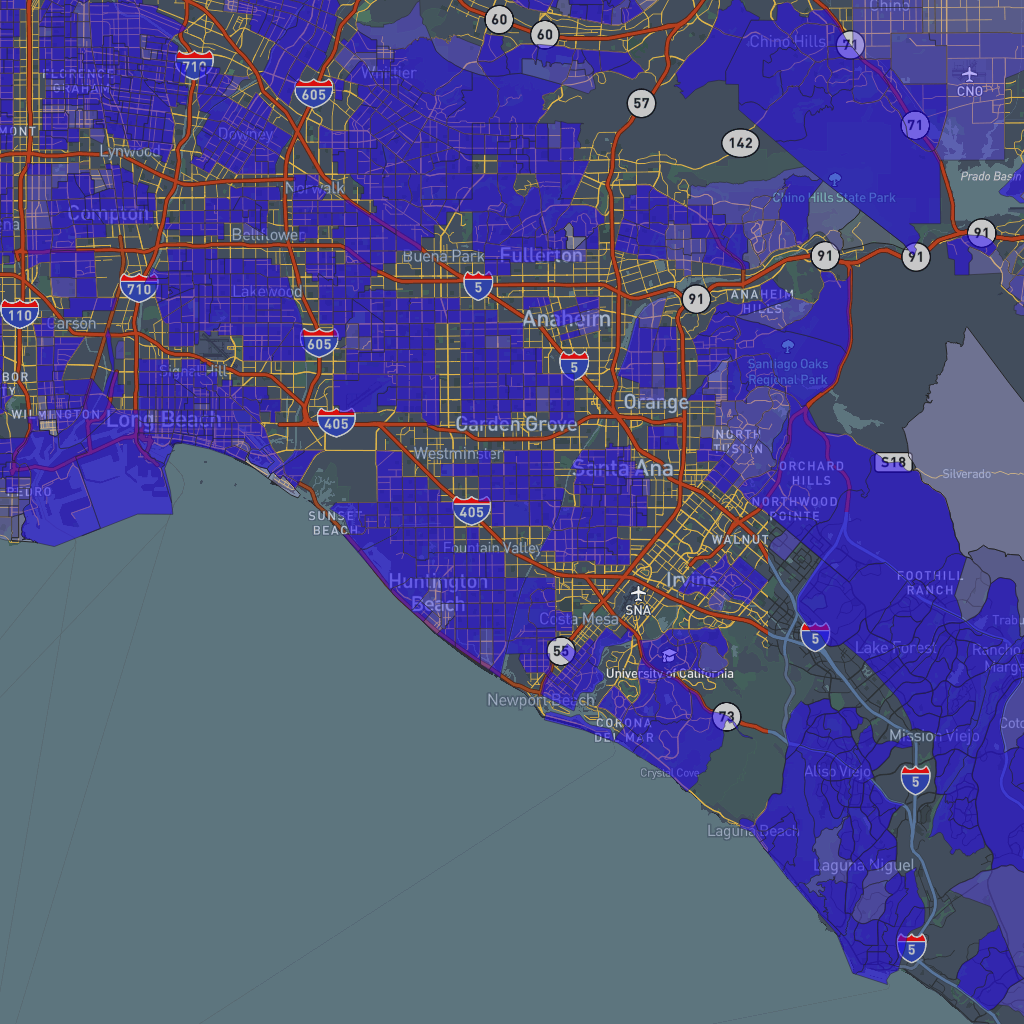 60
60
Chino
Chino Hills
71
710
FLORENCE-
GRAHAM
Whittier
605
CNO
57
71
Downey
142
Lynwood
Prado Basin
Norwalk
Chino Hills State Park
Compton
Bellflower
91
Buena Park
Fullerton
91
91
710
Lakewood
5
91
ANAHEIM
HILLS
110
Carson
Anaheim
605
Signal Hill
5
Santiago Oaks
Regional Park
WILMINGTON
Long Beach
405
Orange
Garden Grove
NORTH
TUSTIN
Westminster
Santa Ana
ORCHARD
HILLS
S18
Silverado
405
SUNSET
BEACH
NORTHWOOD
POINTE
WALNUT
Fountain Valley
Huntington
Beach
Irvine
SNA
FOOTHILL
RANCH
Costa Mesa
5
Lake Forest
Rancho
55
University of California
Newport Beach
73
CORONA
DEL MAR
Mission Viejo
Crystal Cove
Aliso Viejo
5
Laguna Beach
Laguna Niguel
5